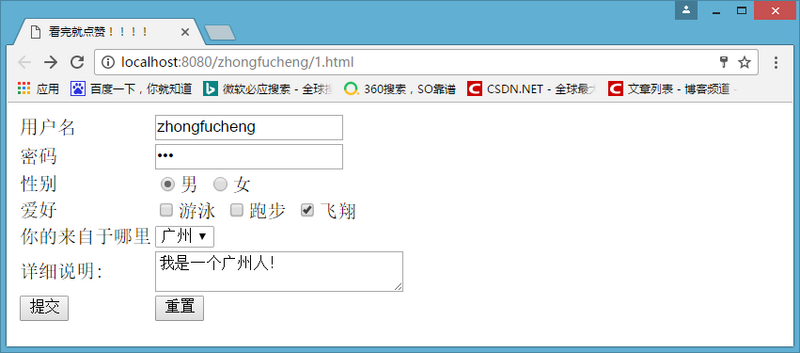 看完就点赞！！！！
localhost:8080/zhongfucheng/1.html
应用 百度一下，你就知道 微软必应搜索 - 全球搜 360搜索，SO靠谱 CSDN.NET - 全球最大 文章列表 - 博客频道 -
用户名 zhongfucheng
密码 •••
性别 男 女
爱好 游泳 跑步 飞翔
你的来自于哪里 广州
详细说明: 我是一个广州人!
提交 重置